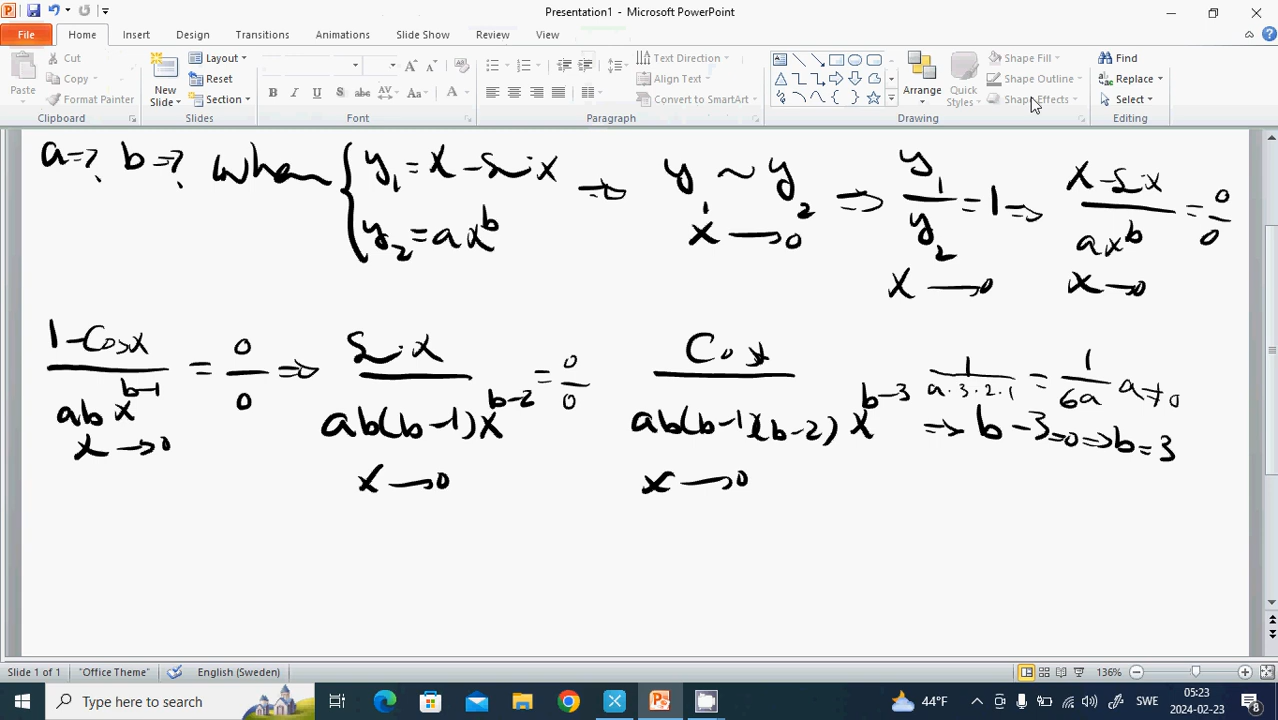 Presentation1 - Microsoft PowerPoint
File Home Insert Design Transitions Animations Slide Show Review View
Cut Copy Format Painter Paste
Layout Reset Section New Slide
B I U S abc AV Aa A
Text Direction Align Text Convert to SmartArt
Arrange Quick Styles Shape Fill Shape Outline Shape Effects
Find Replace Select
Clipboard Slides Font Paragraph Drawing Editing
a=? b=? when { y₁ = x - sin x, y₂ = ax^b ⇒ y₁ ~ y₂ x→0 ⇒ y₁/y₂ = 1 x→0 ⇒ (x - sin x)/(ax^b) = 0/0 x→0
(1 - cos x)/(abx^(b-1)) = 0/0 x→0 ⇒ sin x/(ab(b-1)x^(b-2)) = 0/0 x→0 cos x/(ab(b-1)(b-2)x^(b-3)) x→0 1/(a·3·2·1) = 1/(6a) a≠0
⇒ b-3=0 ⇒ b=3
Slide 1 of 1 "Office Theme" English (Sweden) 136%
Type here to search 44°F SWE 05:23
2024-02-23 8